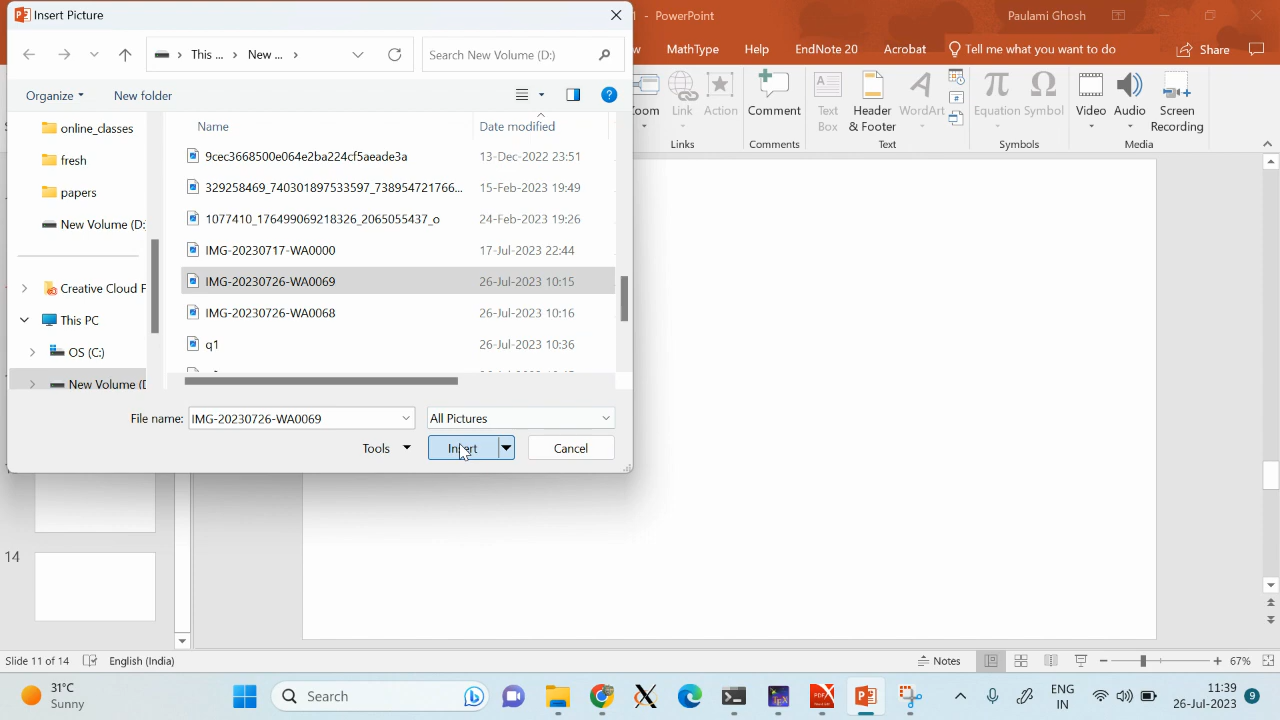 Insert Picture
1 - PowerPoint
Paulami Ghosh
This ...
New ...
Search New Volume (D:)
MathType
Help
EndNote 20
Acrobat
Tell me what you want to do
Share
Organize
New folder
Zoom
Link
Action
Comment
Text Box
Header & Footer
WordArt
Equation
Symbol
Video
Audio
Screen Recording
Links
Comments
Text
Symbols
Media
online_classes
fresh
papers
New Volume (D:
Creative Cloud F
This PC
OS (C:)
New Volume (D
Name
Date modified
9cec3668500e064e2ba224cf5aeade3a
13-Dec-2022 23:51
329258469_740301897533597_738954721766...
15-Feb-2023 19:49
1077410_176499069218326_2065055437_o
24-Feb-2023 19:26
IMG-20230717-WA0000
17-Jul-2023 22:44
IMG-20230726-WA0069
26-Jul-2023 10:15
IMG-20230726-WA0068
26-Jul-2023 10:16
q1
26-Jul-2023 10:36
File name:
IMG-20230726-WA0069
All Pictures
Tools
Insert
Cancel
14
Slide 11 of 14
English (India)
Notes
67%
31°C
Sunny
Search
ENG
IN
11:39
26-Jul-2023
9